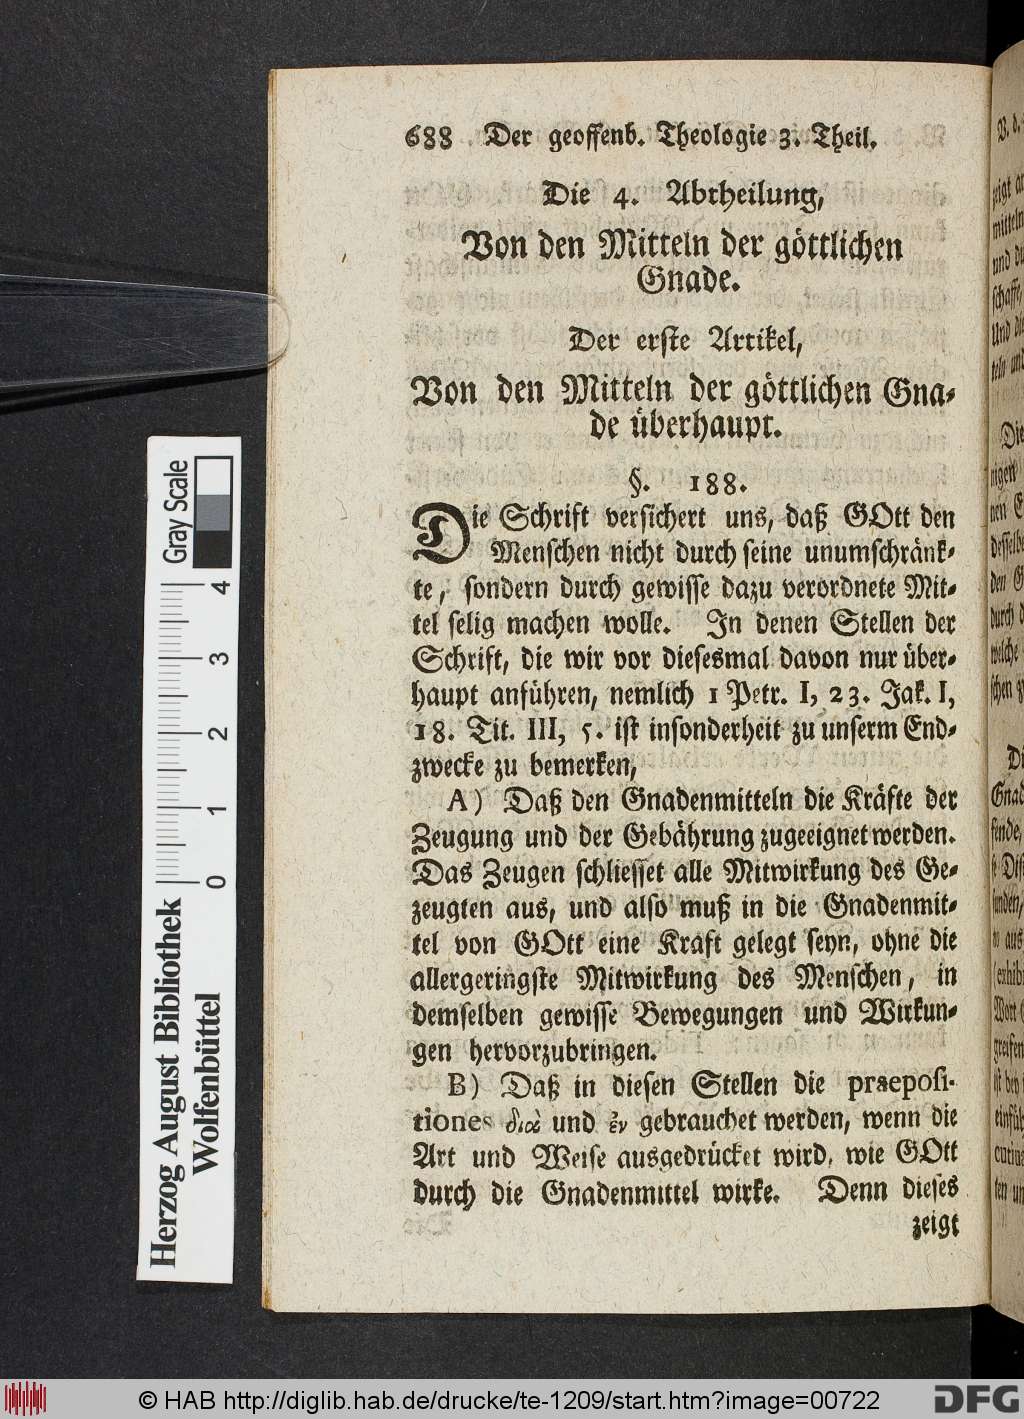 688 Der geoffenb. Theologie 3. Theil.
Die 4. Abtheilung,
Von den Mitteln der göttlichen
Gnade.
Der erste Artikel,
Von den Mitteln der göttlichen Gna-
de überhaupt.
§. 188.
Die Schrift versichert uns, daß GOtt den
Menschen nicht durch seine unumschränk-
te, sondern durch gewisse dazu verordnete Mit-
tel selig machen wolle. In denen Stellen der
Schrift, die wir vor diesesmal davon nur über-
haupt anführen, nemlich 1 Petr. I, 23. Jak. I,
18. Tit. III, 5. ist insonderheit zu unserm End-
zwecke zu bemerken,
A) Daß den Gnadenmitteln die Kräfte der
Zeugung und der Gebährung zugeeignet werden.
Das Zeugen schliesset alle Mitwirkung des Ge-
zeugten aus, und also muß in die Gnadenmit-
tel von GOtt eine Kraft gelegt seyn, ohne die
allergeringste Mitwirkung des Menschen, in
demselben gewisse Bewegungen und Wirkun-
gen hervorzubringen.
B) Daß in diesen Stellen die praeposi-
tiones διὰ und ἐν gebrauchet werden, wenn die
Art und Weise ausgedrücket wird, wie GOtt
durch die Gnadenmittel wirke. Denn dieses
zeigt
Gray Scale
4
3
2
1
0
Herzog August Bibliothek
Wolfenbüttel
© HAB http://diglib.hab.de/drucke/te-1209/start.htm?image=00722
DFG